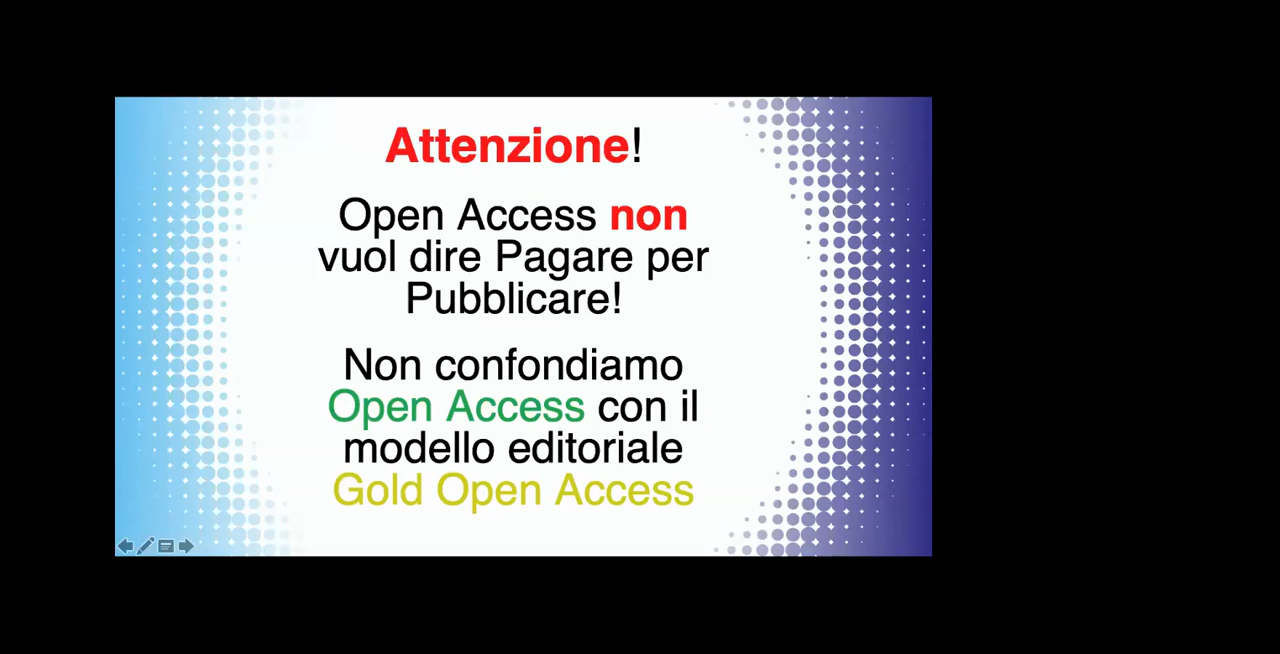 Attenzione!
Open Access non
vuol dire Pagare per
Pubblicare!
Non confondiamo
Open Access con il
modello editoriale
Gold Open Access